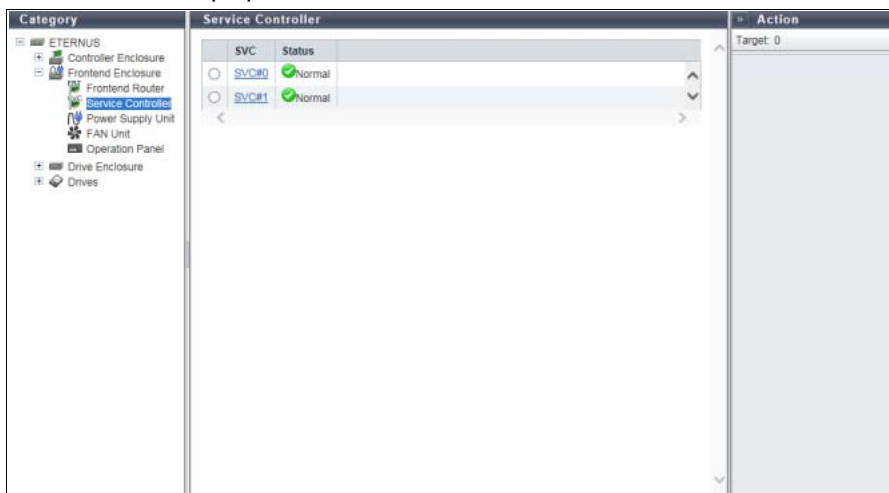 Category
ETERNUS
Controller Enclosure
Frontend Enclosure
Frontend Router
Service Controller
Power Supply Unit
FAN Unit
Operation Panel
Drive Enclosure
Drives
Service Controller
SVC Status
SVC#0 Normal
SVC#1 Normal
» Action
Target: 0